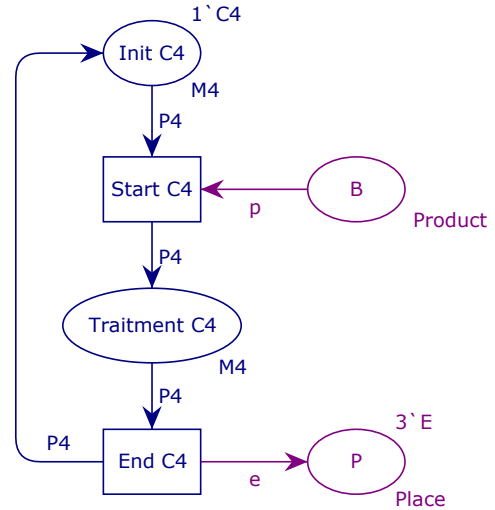 1`C4
Init C4
M4
P4
Start C4
p
B
Product
P4
Traitment C4
M4
P4
3`E
P4
End C4
e
P
Place